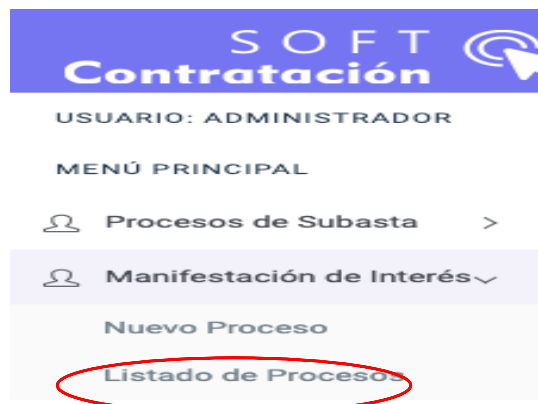 SOFT
Contratación
USUARIO: ADMINISTRADOR
MENÚ PRINCIPAL
Procesos de Subasta >
Manifestación de Interés
Nuevo Proceso
Listado de Procesos